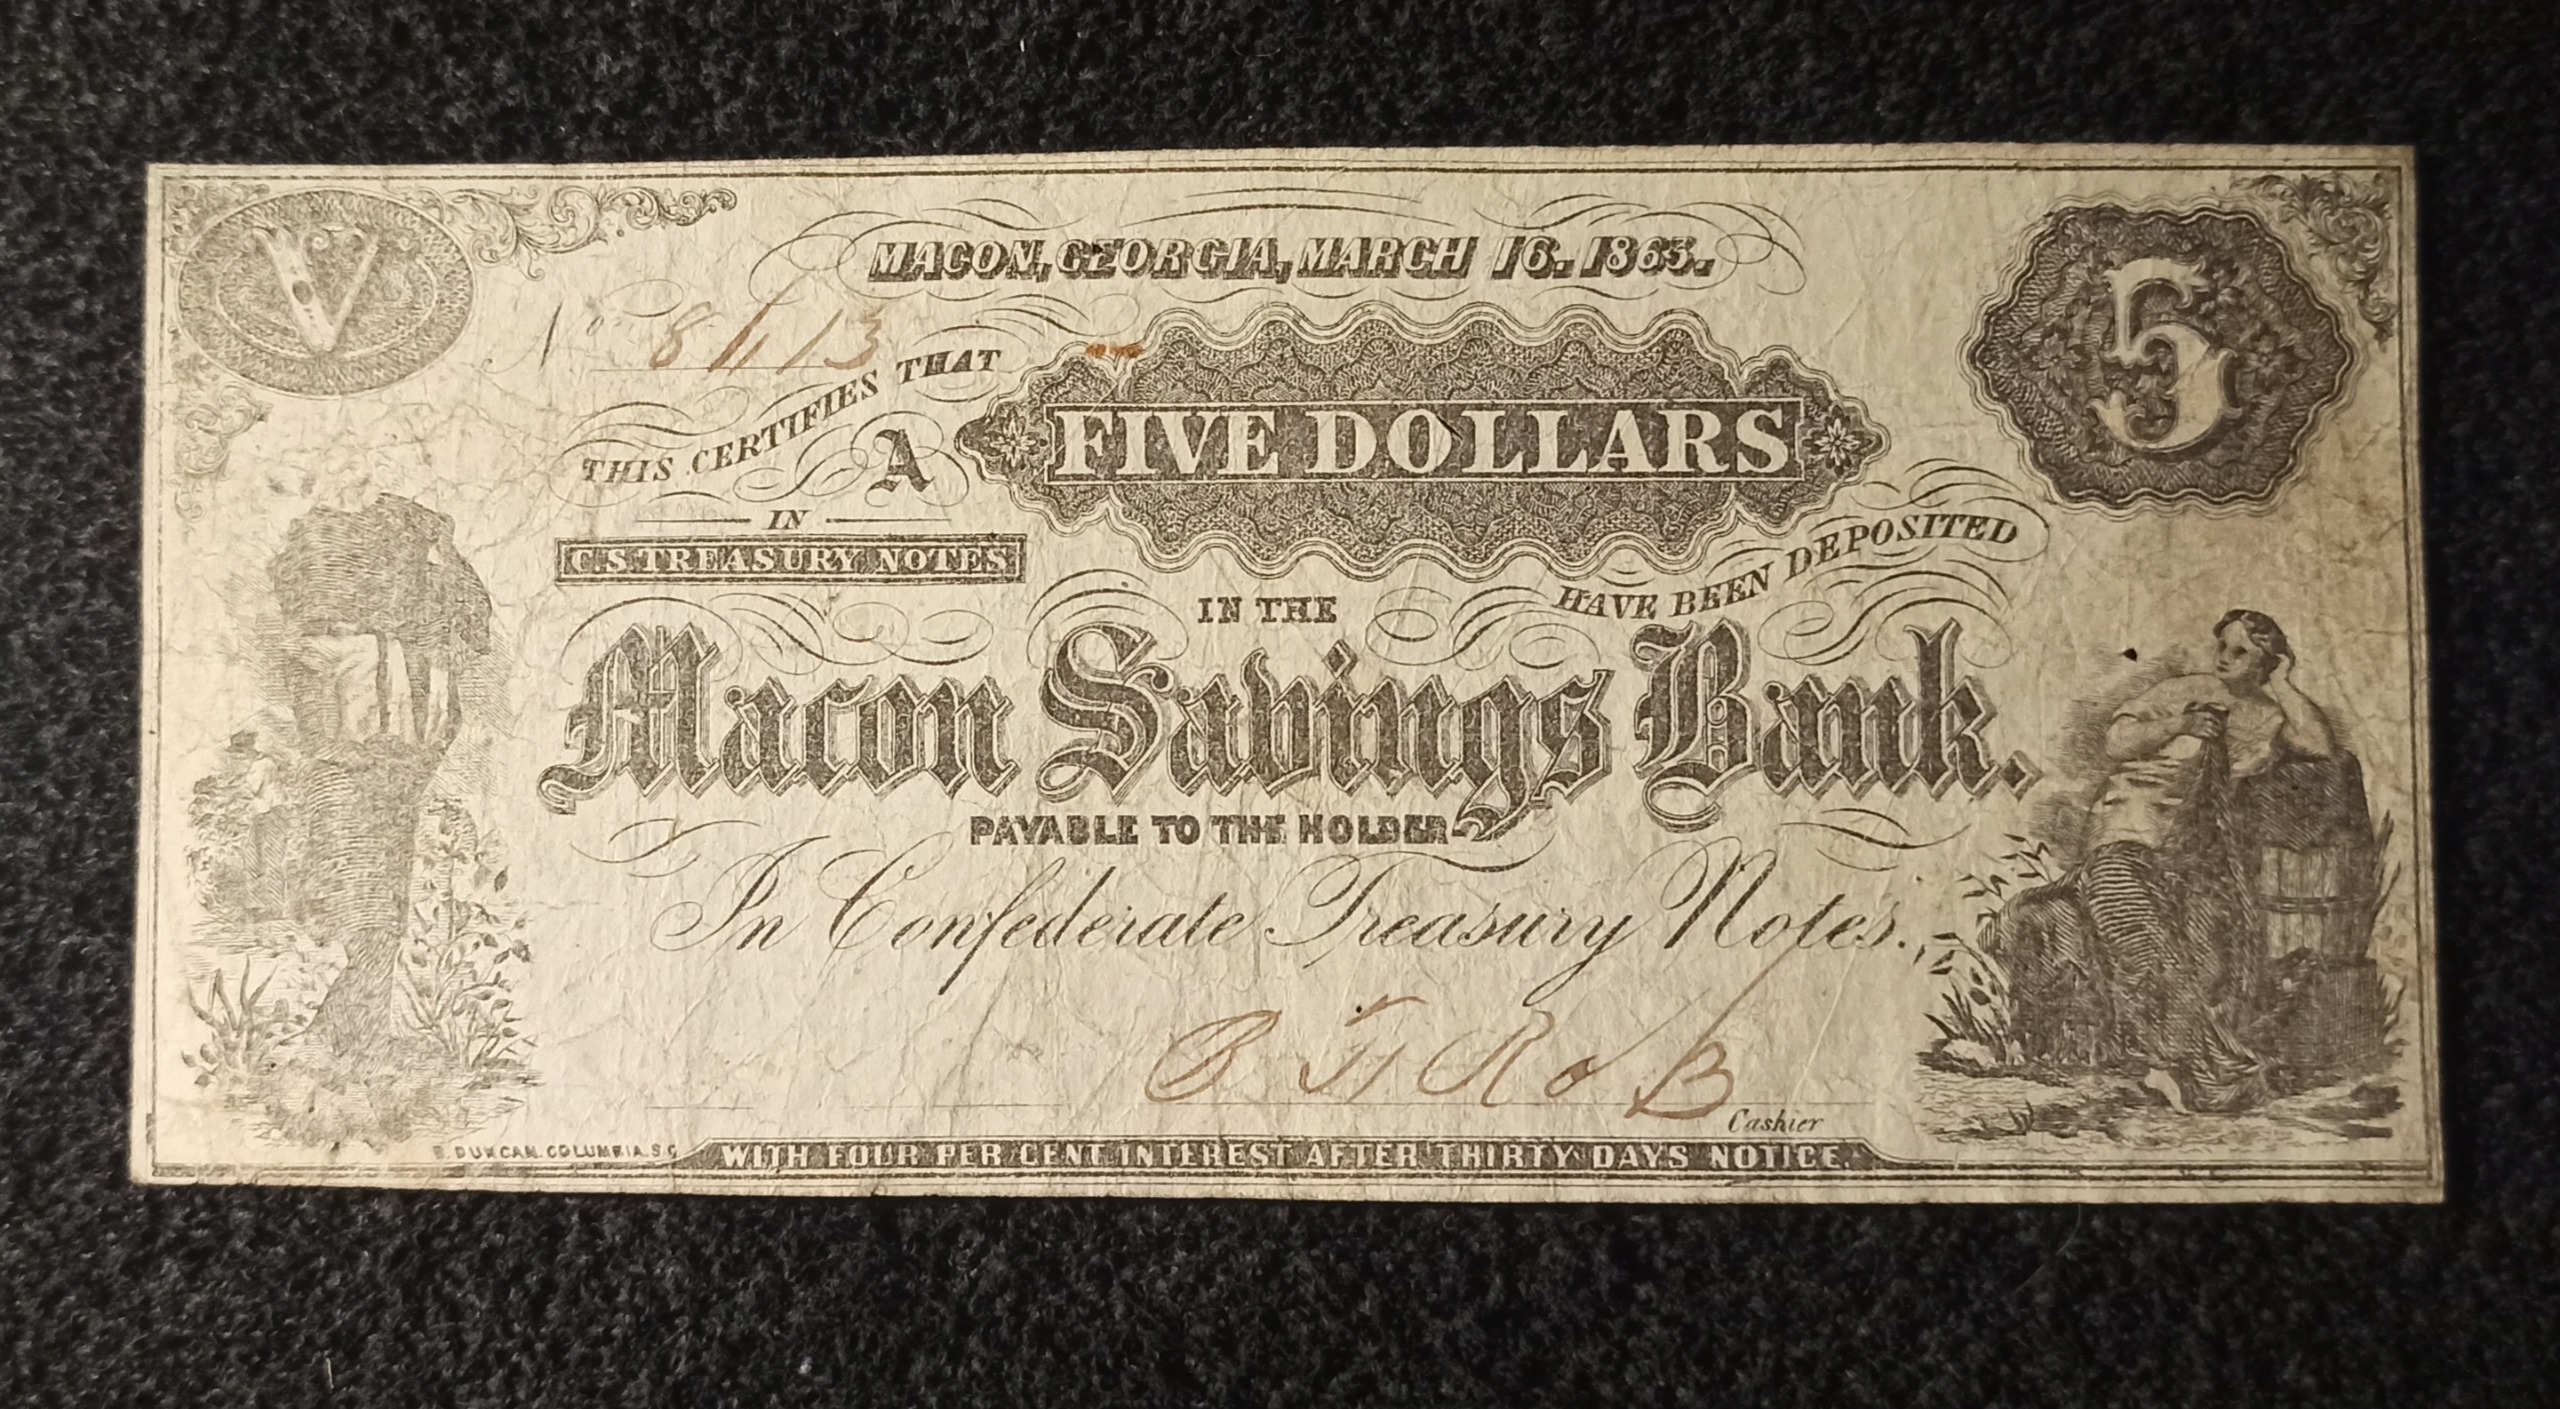 V
MACON, GEORGIA, MARCH 16. 1863.
5
No.
THIS CERTIFIES THAT
A
FIVE DOLLARS
IN
C.S. TREASURY NOTES
HAVE BEEN DEPOSITED
IN THE
Macon Savings Bank.
PAYABLE TO THE HOLDER
In Confederate Treasury Notes.
Cashier
B. DUNCAN. COLUMBIA. S.C
WITH FOUR PER CENT INTEREST AFTER THIRTY DAYS NOTICE.